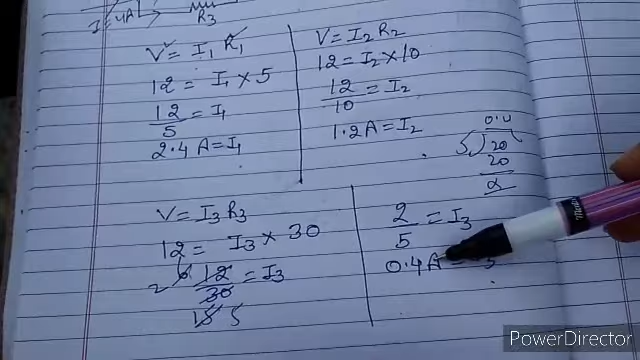 I = 4A
R3
V = I1 R1
12 = I1 × 5
12/5 = I1
2.4 A = I1
V = I2 R2
12 = I2 × 10
12/10 = I2
1.2 A = I2
0.4
5 ) 20
20
V = I3 R3
12 = I3 × 30
6 12/30 = I3
2
15 5
2/5 = I3
0.4 A =
PowerDirector